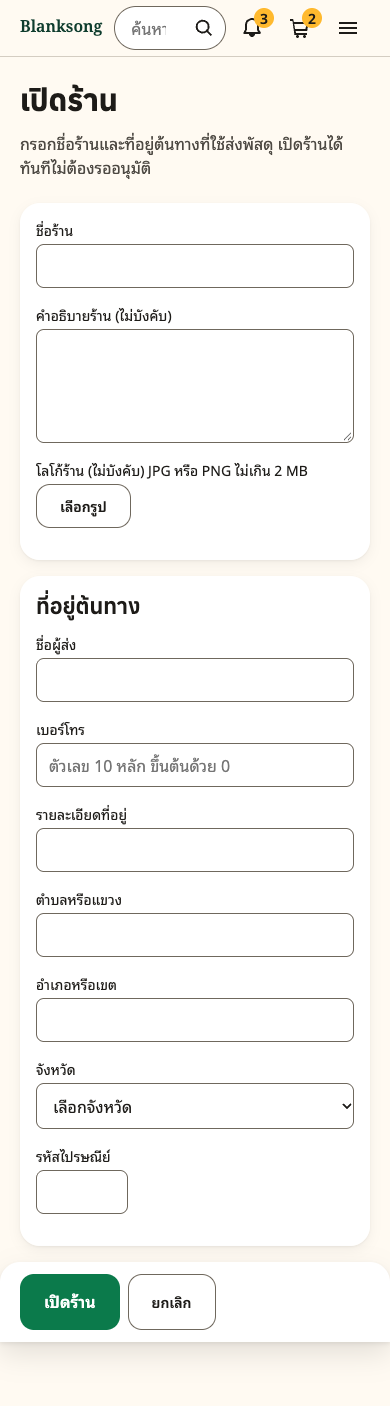 Blanksong
ค้นหา
3
2
เปิดร้าน
กรอกชื่อร้านและที่อยู่ต้นทางที่ใช้ส่งพัสดุ เปิดร้านได้
ทันทีไม่ต้องรออนุมัติ
ชื่อร้าน
คำอธิบายร้าน (ไม่บังคับ)
โลโก้ร้าน (ไม่บังคับ) JPG หรือ PNG ไม่เกิน 2 MB
เลือกรูป
ที่อยู่ต้นทาง
ชื่อผู้ส่ง
เบอร์โทร
ตัวเลข 10 หลัก ขึ้นต้นด้วย 0
รายละเอียดที่อยู่
ตำบลหรือแขวง
อำเภอหรือเขต
จังหวัด
เลือกจังหวัด
รหัสไปรษณีย์
เปิดร้าน
ยกเลิก